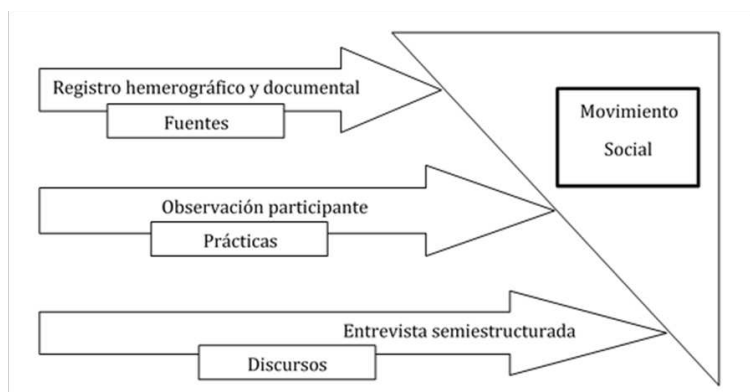 Registro hemerográfico y documental
Fuentes
Movimiento
Social
Observación participante
Prácticas
Entrevista semiestructurada
Discursos